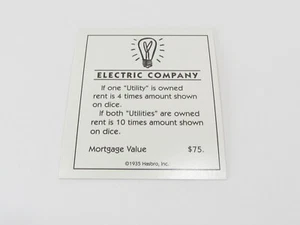 ELECTRIC COMPANY
If one "Utility" is owned
rent is 4 times amount shown
on dice.
If both "Utilities" are owned
rent is 10 times amount shown
on dice.
Mortgage Value $75.
©1935 Hasbro, Inc.